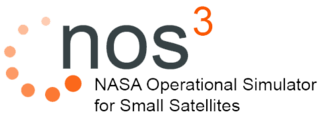 nos³
NASA Operational Simulator
for Small Satellites